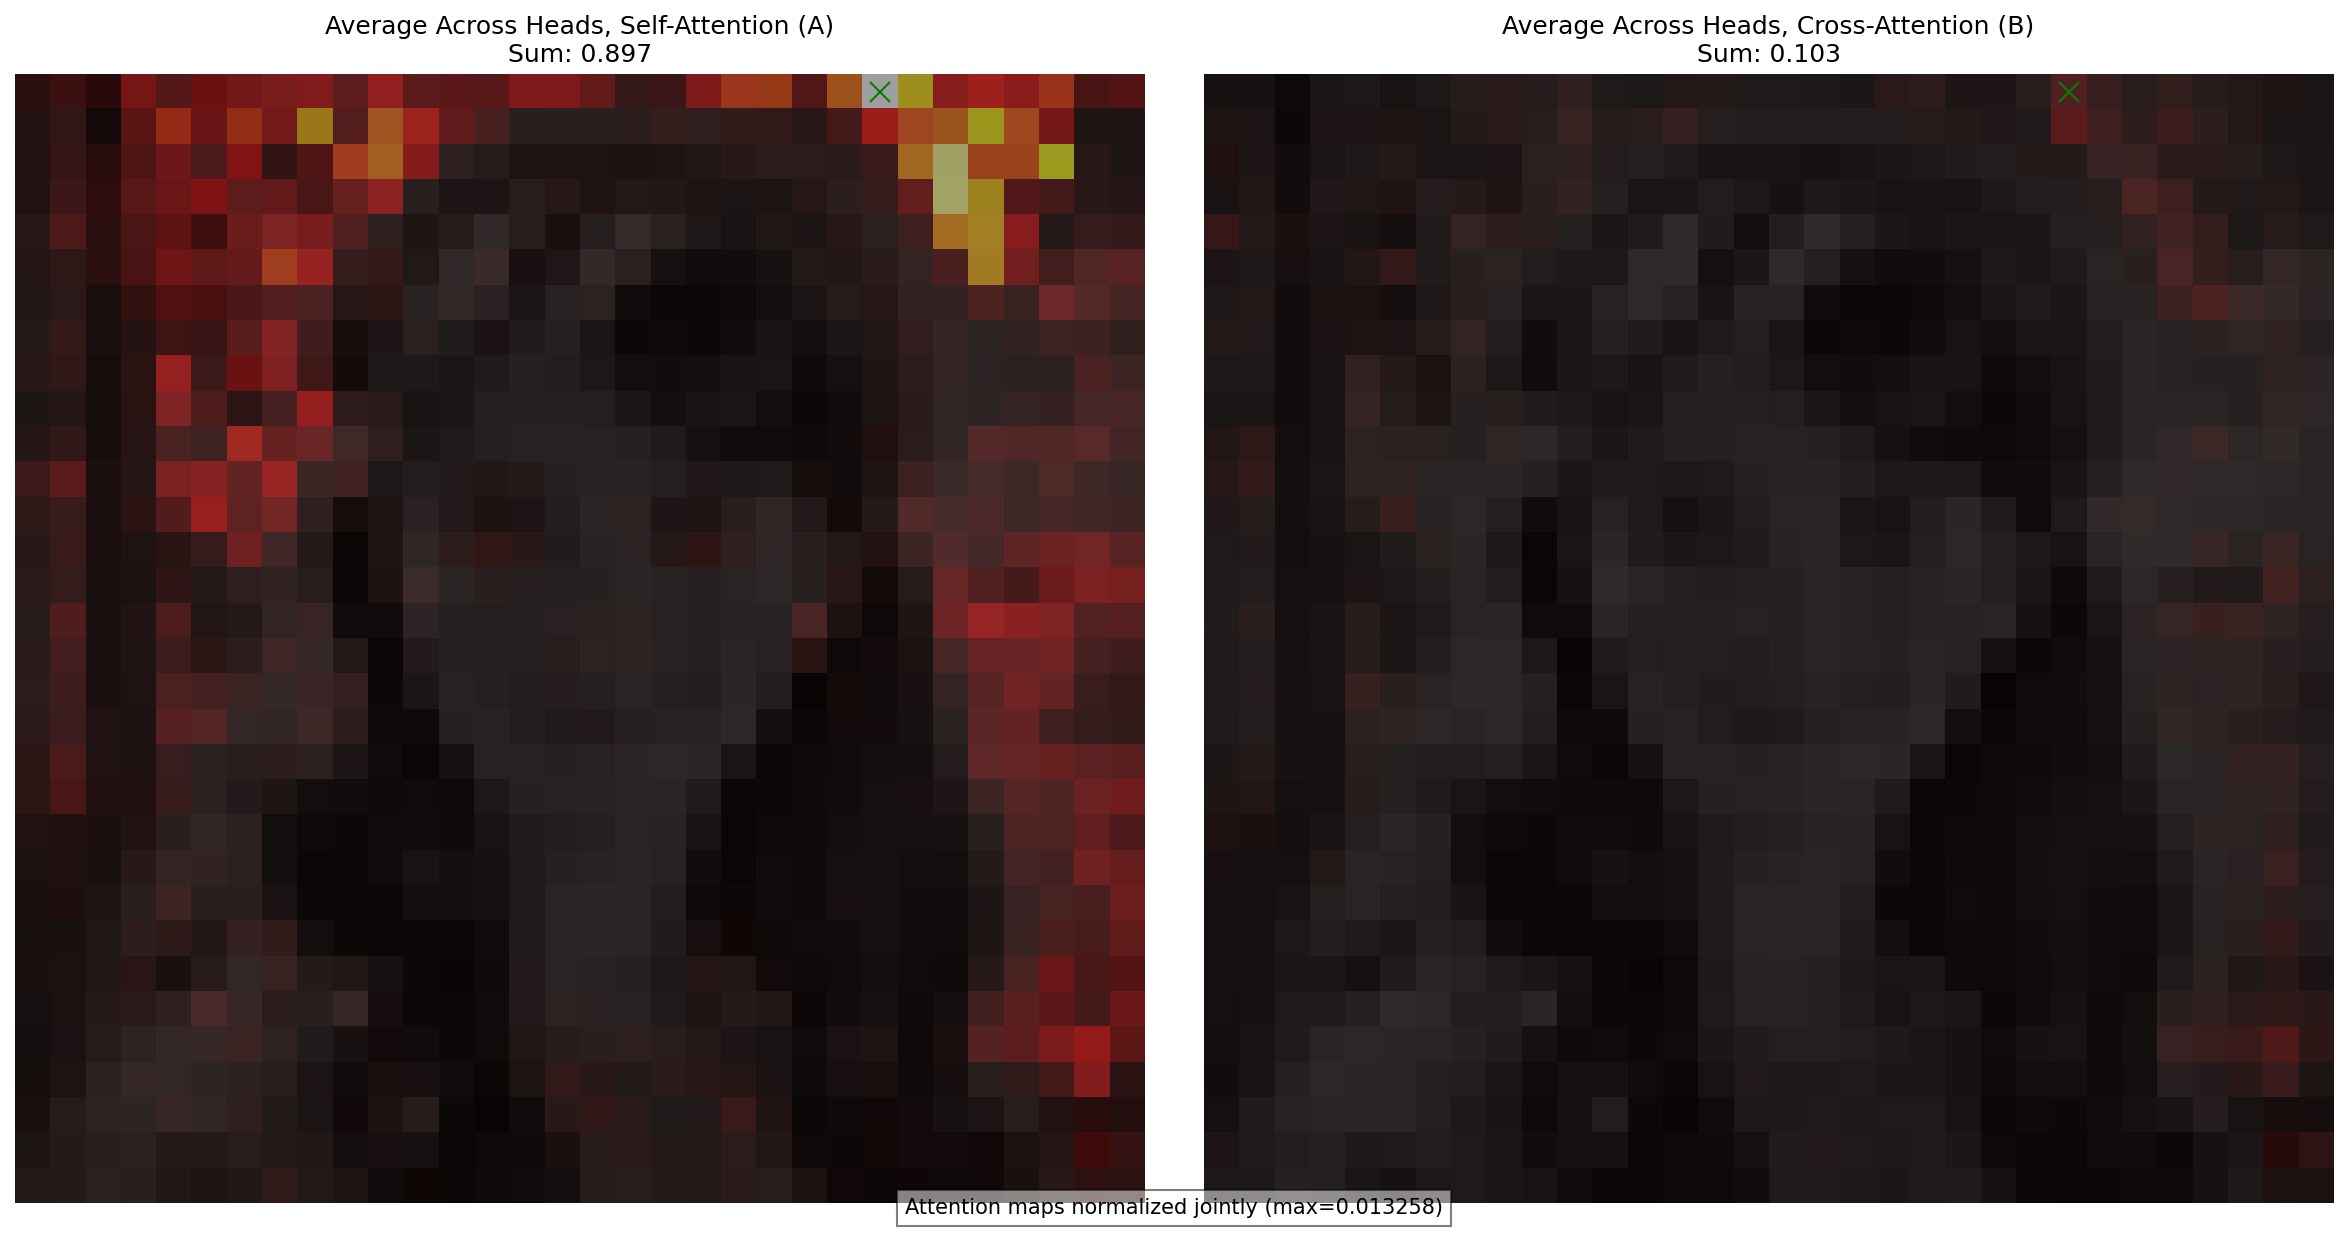 Average Across Heads, Self-Attention (A)
Sum: 0.897
Average Across Heads, Cross-Attention (B)
Sum: 0.103
Attention maps normalized jointly (max=0.013258)